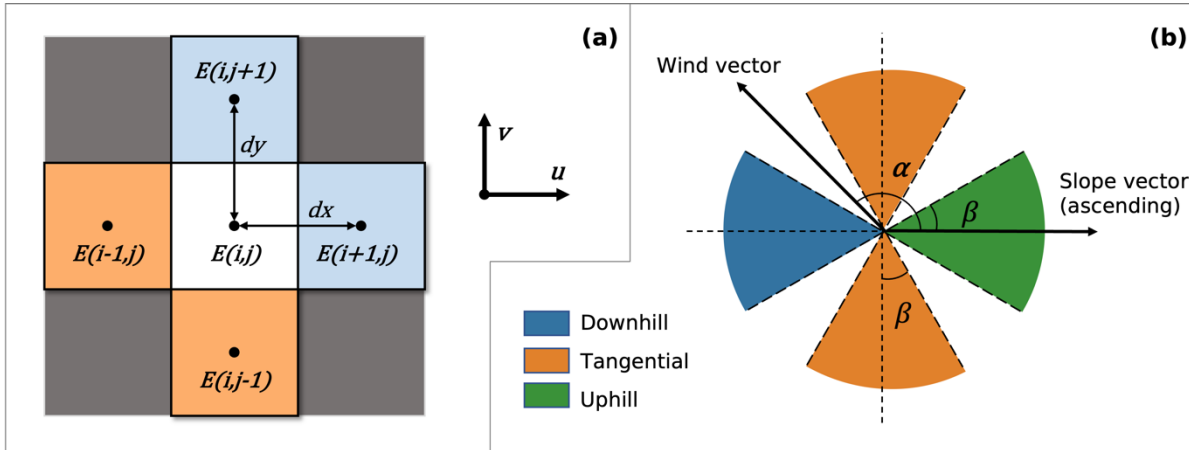 (a)
E(i,j+1)
dy
dx
E(i-1,j)
E(i,j)
E(i+1,j)
E(i,j-1)
v
u
(b)
Wind vector
α
β
Slope vector
(ascending)
β
Downhill
Tangential
Uphill